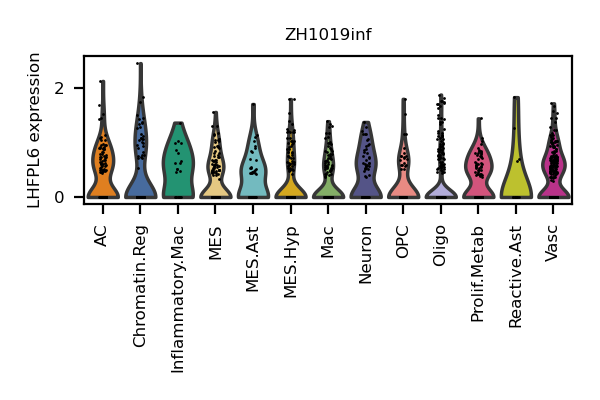 ZH1019inf
LHFPL6 expression
2
0
AC
Chromatin.Reg
Inflammatory.Mac
MES
MES.Ast
MES.Hyp
Mac
Neuron
OPC
Oligo
Prolif.Metab
Reactive.Ast
Vasc